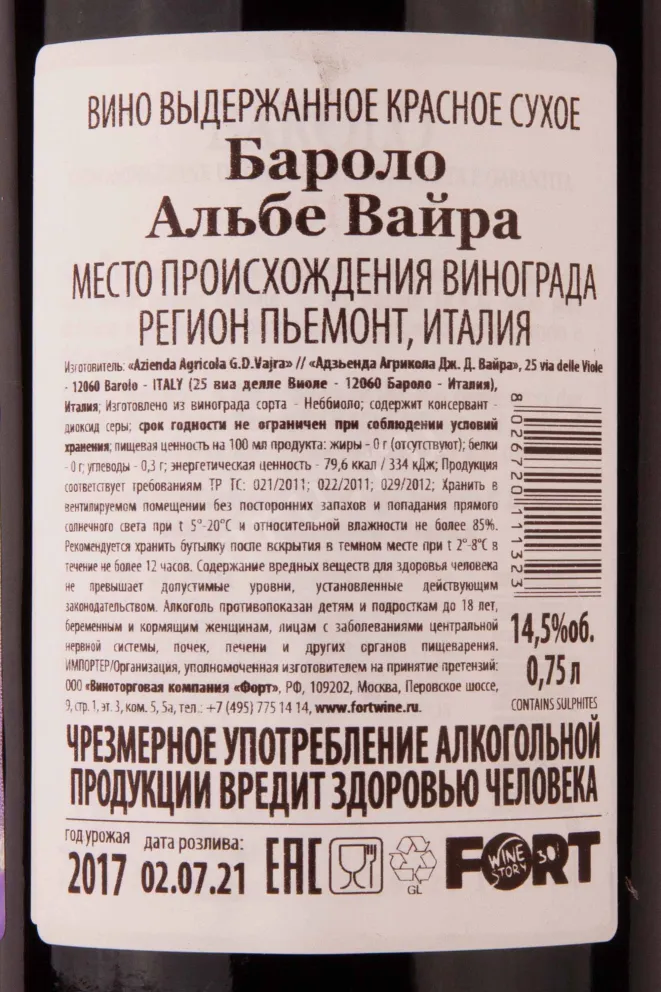 ВИНО ВЫДЕРЖАННОЕ КРАСНОЕ СУХОЕ
Бароло
Альбе Вайра
МЕСТО ПРОИСХОЖДЕНИЯ ВИНОГРАДА
РЕГИОН ПЬЕМОНТ, ИТАЛИЯ
Изготовитель: «Azienda Agricola G.D.Vajra» // «Адзьенда Агрикола Дж. Д. Вайра», 25 via delle Viole
- 12060 Barolo - ITALY (25 виа делле Виоле - 12060 Бароло - Италия),
Италия; Изготовлено из винограда сорта - Неббиоло; содержит консервант -
диоксид серы; срок годности не ограничен при соблюдении условий
хранения; пищевая ценность на 100 мл продукта: жиры - 0 г (отсутствуют); белки
- 0 г; углеводы - 0,3 г; энергетическая ценность - 79,6 ккал / 334 кДж; Продукция
соответствует требованиям ТР ТС: 021/2011; 022/2011; 029/2012; Хранить в
вентилируемом помещении без посторонних запахов и попадания прямого
солнечного света при t 5°-20°С и относительной влажности не более 85%.
Рекомендуется хранить бутылку после вскрытия в темном месте при t 2°-8°С в
течение не более 12 часов. Содержание вредных веществ для здоровья человека
не превышает допустимые уровни, установленные действующим
законодательством. Алкоголь противопоказан детям и подросткам до 18 лет,
беременным и кормящим женщинам, лицам с заболеваниями центральной
нервной системы, почек, печени и других органов пищеварения.
ИМПОРТЕР/Организация, уполномоченная изготовителем на принятие претензий:
ООО «Виноторговая компания «Форт», РФ, 109202, Москва, Перовское шоссе,
9, стр. 1, эт. 3, ком. 5, 5а, тел.: +7 (495) 775 14 14, www.fortwine.ru.
8 026720 111323
14,5%об.
0,75 л
CONTAINS SULPHITES
ЧРЕЗМЕРНОЕ УПОТРЕБЛЕНИЕ АЛКОГОЛЬНОЙ
ПРОДУКЦИИ ВРЕДИТ ЗДОРОВЬЮ ЧЕЛОВЕКА
год урожая
2017
дата розлива:
02.07.21
ЕАС
GL
FORT
WINE
STORY
30